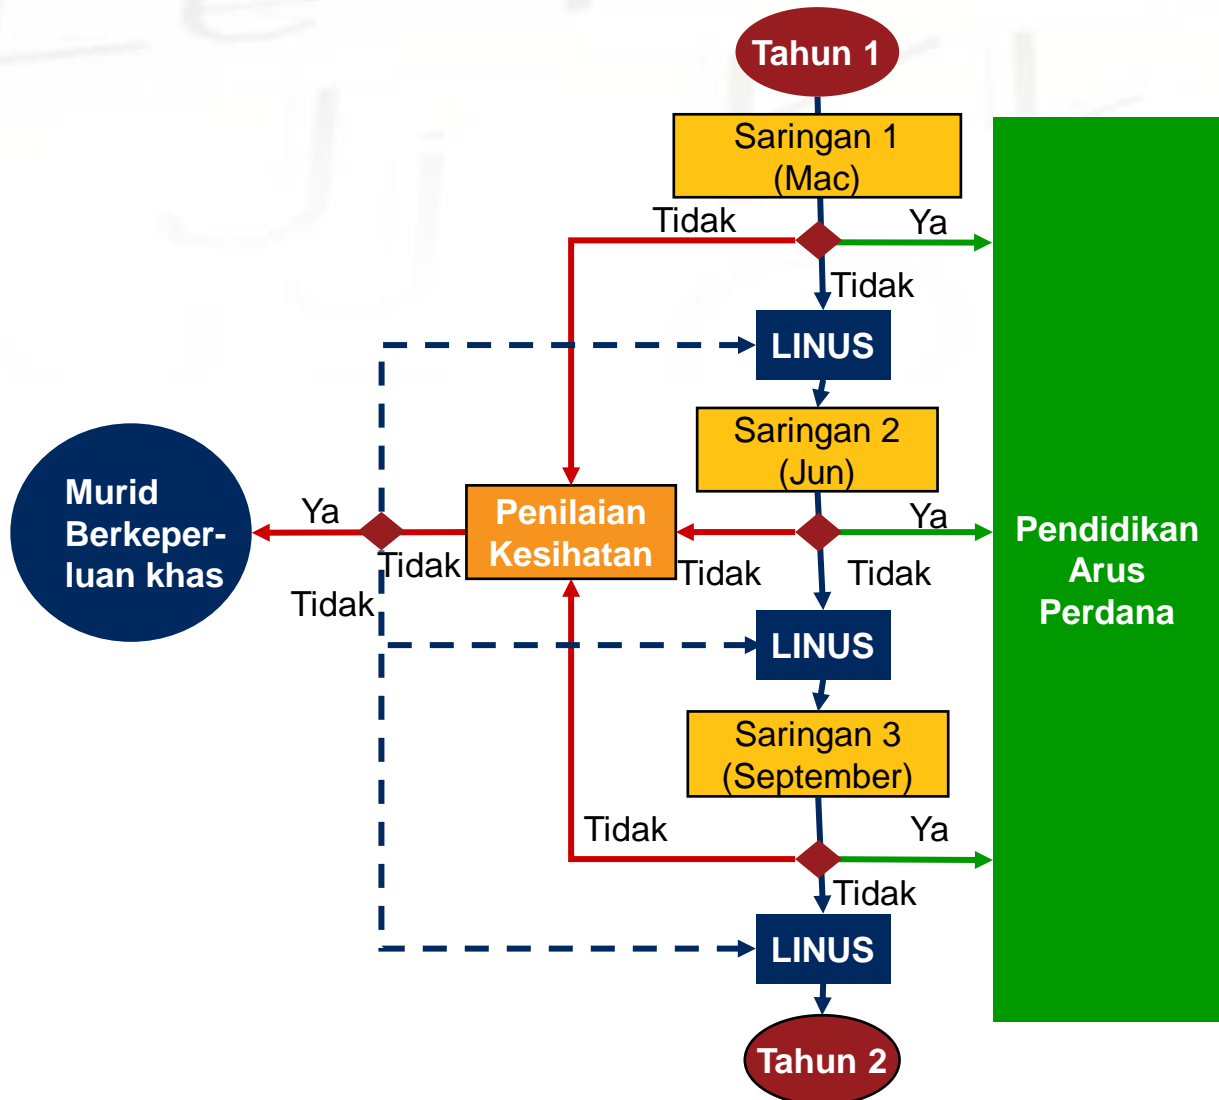 Tahun 1
Saringan 1
(Mac)
Tidak
Ya
Tidak
LINUS
Saringan 2
(Jun)
Murid
Berkeper-
luan khas
Ya
Penilaian
Kesihatan
Ya
Pendidikan
Arus
Perdana
Tidak
Tidak
Tidak
Tidak
LINUS
Saringan 3
(September)
Tidak
Ya
Tidak
LINUS
Tahun 2